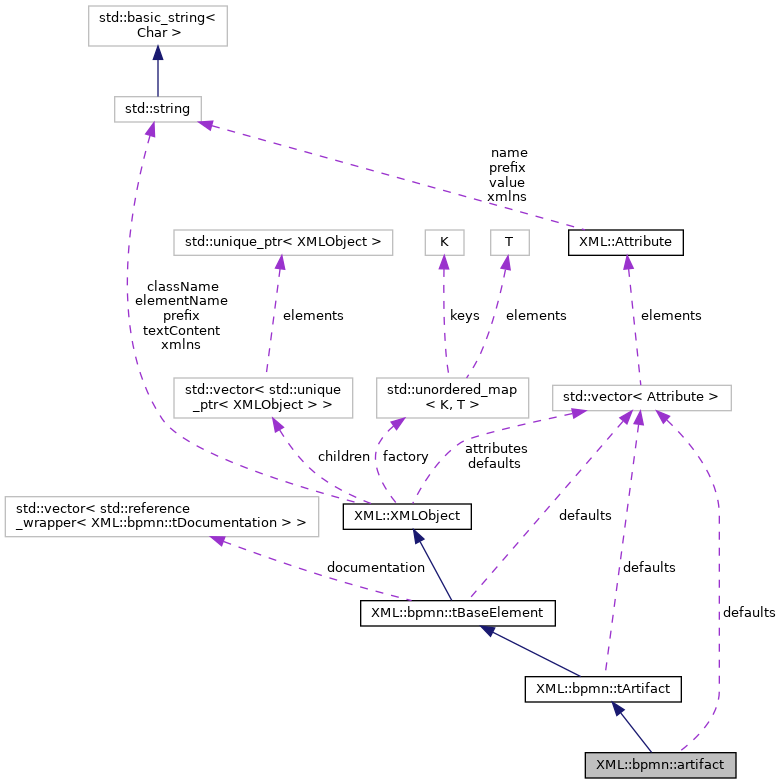 std::basic_string<
Char >
std::string
name
prefix
value
xmlns
std::unique_ptr< XMLObject >
K
T
XML::Attribute
className
elementName
prefix
textContent
xmlns
elements
keys
elements
elements
std::vector< std::unique
_ptr< XMLObject > >
std::unordered_map
< K, T >
std::vector< Attribute >
children
factory
attributes
defaults
std::vector< std::reference
_wrapper< XML::bpmn::tDocumentation > >
XML::XMLObject
defaults
documentation
defaults
XML::bpmn::tBaseElement
defaults
XML::bpmn::tArtifact
XML::bpmn::artifact